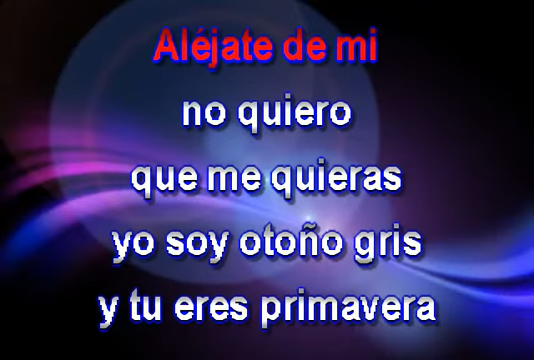 Aléjate de mi
no quiero
que me quieras
yo soy otoño gris
y tu eres primavera